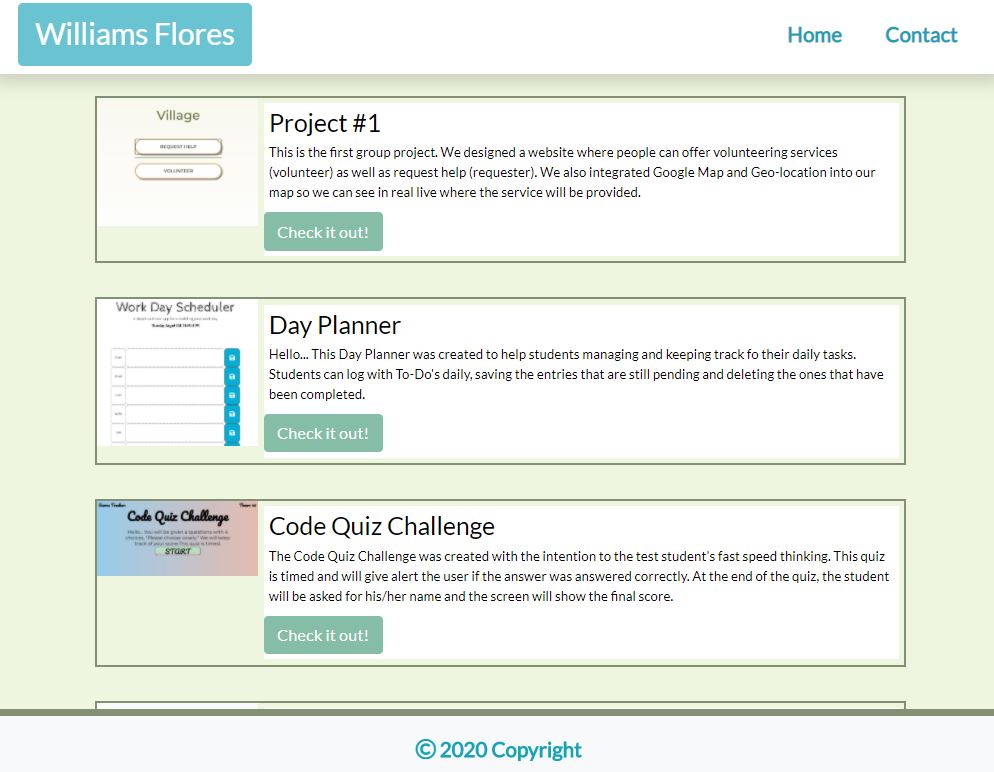 Williams Flores
Home Contact
Village
REQUEST HELP
VOLUNTEER
Project #1
This is the first group project. We designed a website where people can offer volunteering services
(volunteer) as well as request help (requester). We also integrated Google Map and Geo-location into our
map so we can see in real live where the service will be provided.
Check it out!
Work Day Scheduler
Day Planner
Hello... This Day Planner was created to help students managing and keeping track fo their daily tasks.
Students can log with To-Do's daily, saving the entries that are still pending and deleting the ones that have
been completed.
Check it out!
Code Quiz Challenge
START
Code Quiz Challenge
The Code Quiz Challenge was created with the intention to the test student's fast speed thinking. This quiz
is timed and will give alert the user if the answer was answered correctly. At the end of the quiz, the student
will be asked for his/her name and the screen will show the final score.
Check it out!
© 2020 Copyright